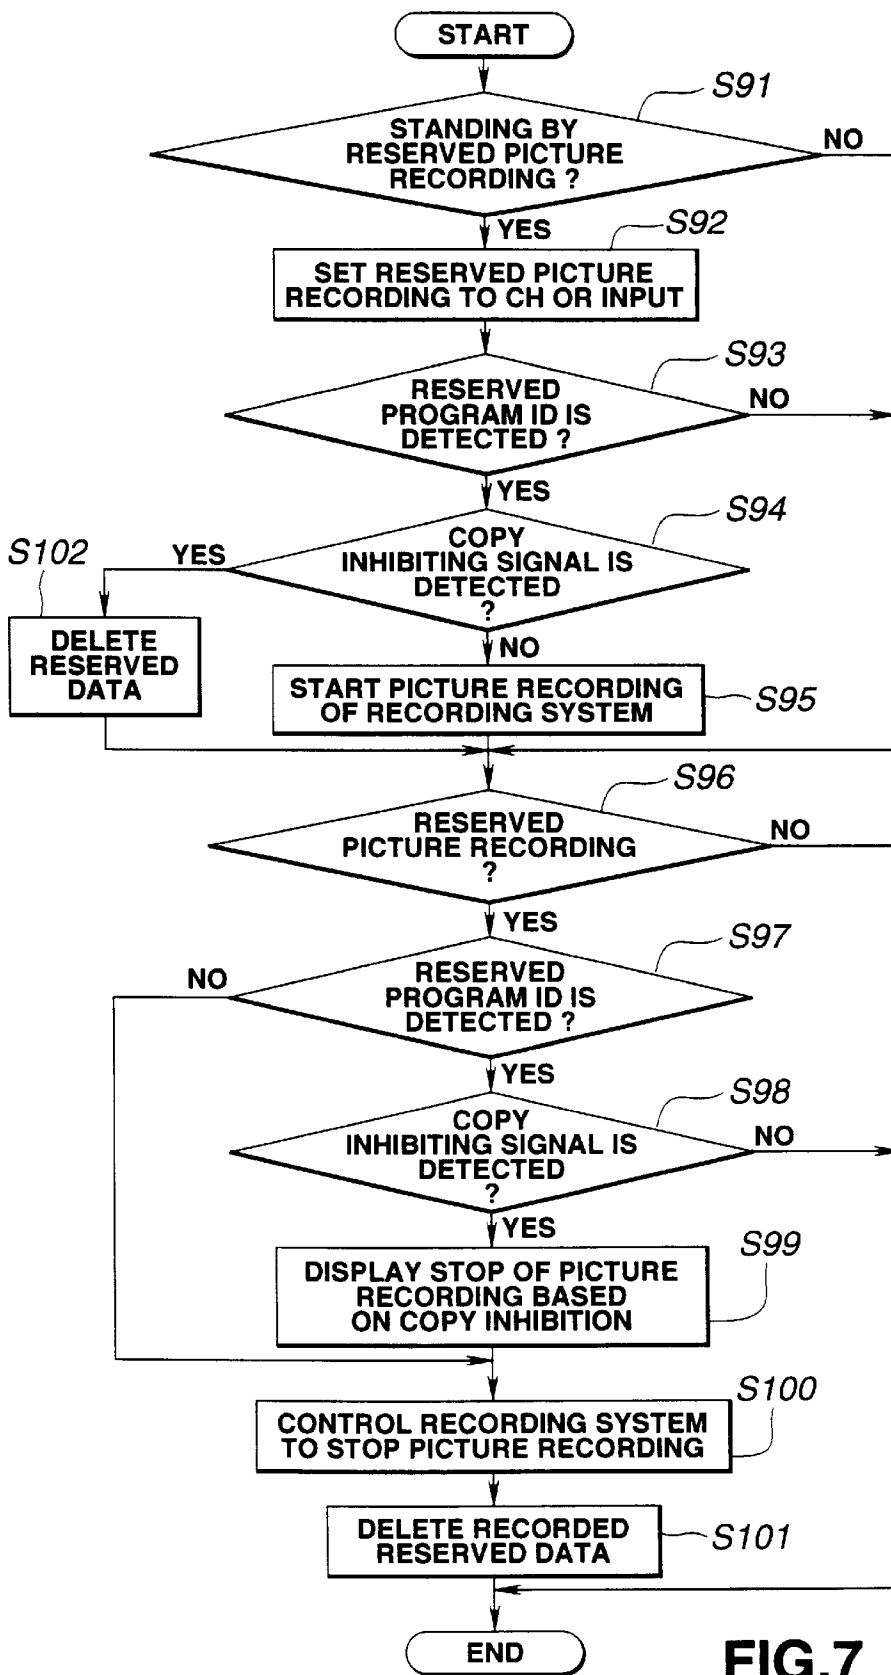 START
S91
STANDING BY
RESERVED PICTURE
RECORDING ?
NO
YES
S92
SET RESERVED PICTURE
RECORDING TO CH OR INPUT
S93
RESERVED
PROGRAM ID IS
DETECTED ?
NO
YES
S94
COPY
INHIBITING SIGNAL IS
DETECTED
?
YES
S102
NO
DELETE
RESERVED
DATA
START PICTURE RECORDING
OF RECORDING SYSTEM
S95
S96
RESERVED
PICTURE RECORDING
?
NO
YES
S97
RESERVED
PROGRAM ID IS
DETECTED ?
NO
YES
S98
COPY
INHIBITING SIGNAL IS
DETECTED
?
NO
YES
S99
DISPLAY STOP OF PICTURE
RECORDING BASED
ON COPY INHIBITION
S100
CONTROL RECORDING SYSTEM
TO STOP PICTURE RECORDING
DELETE RECORDED
RESERVED DATA
S101
END
FIG.7